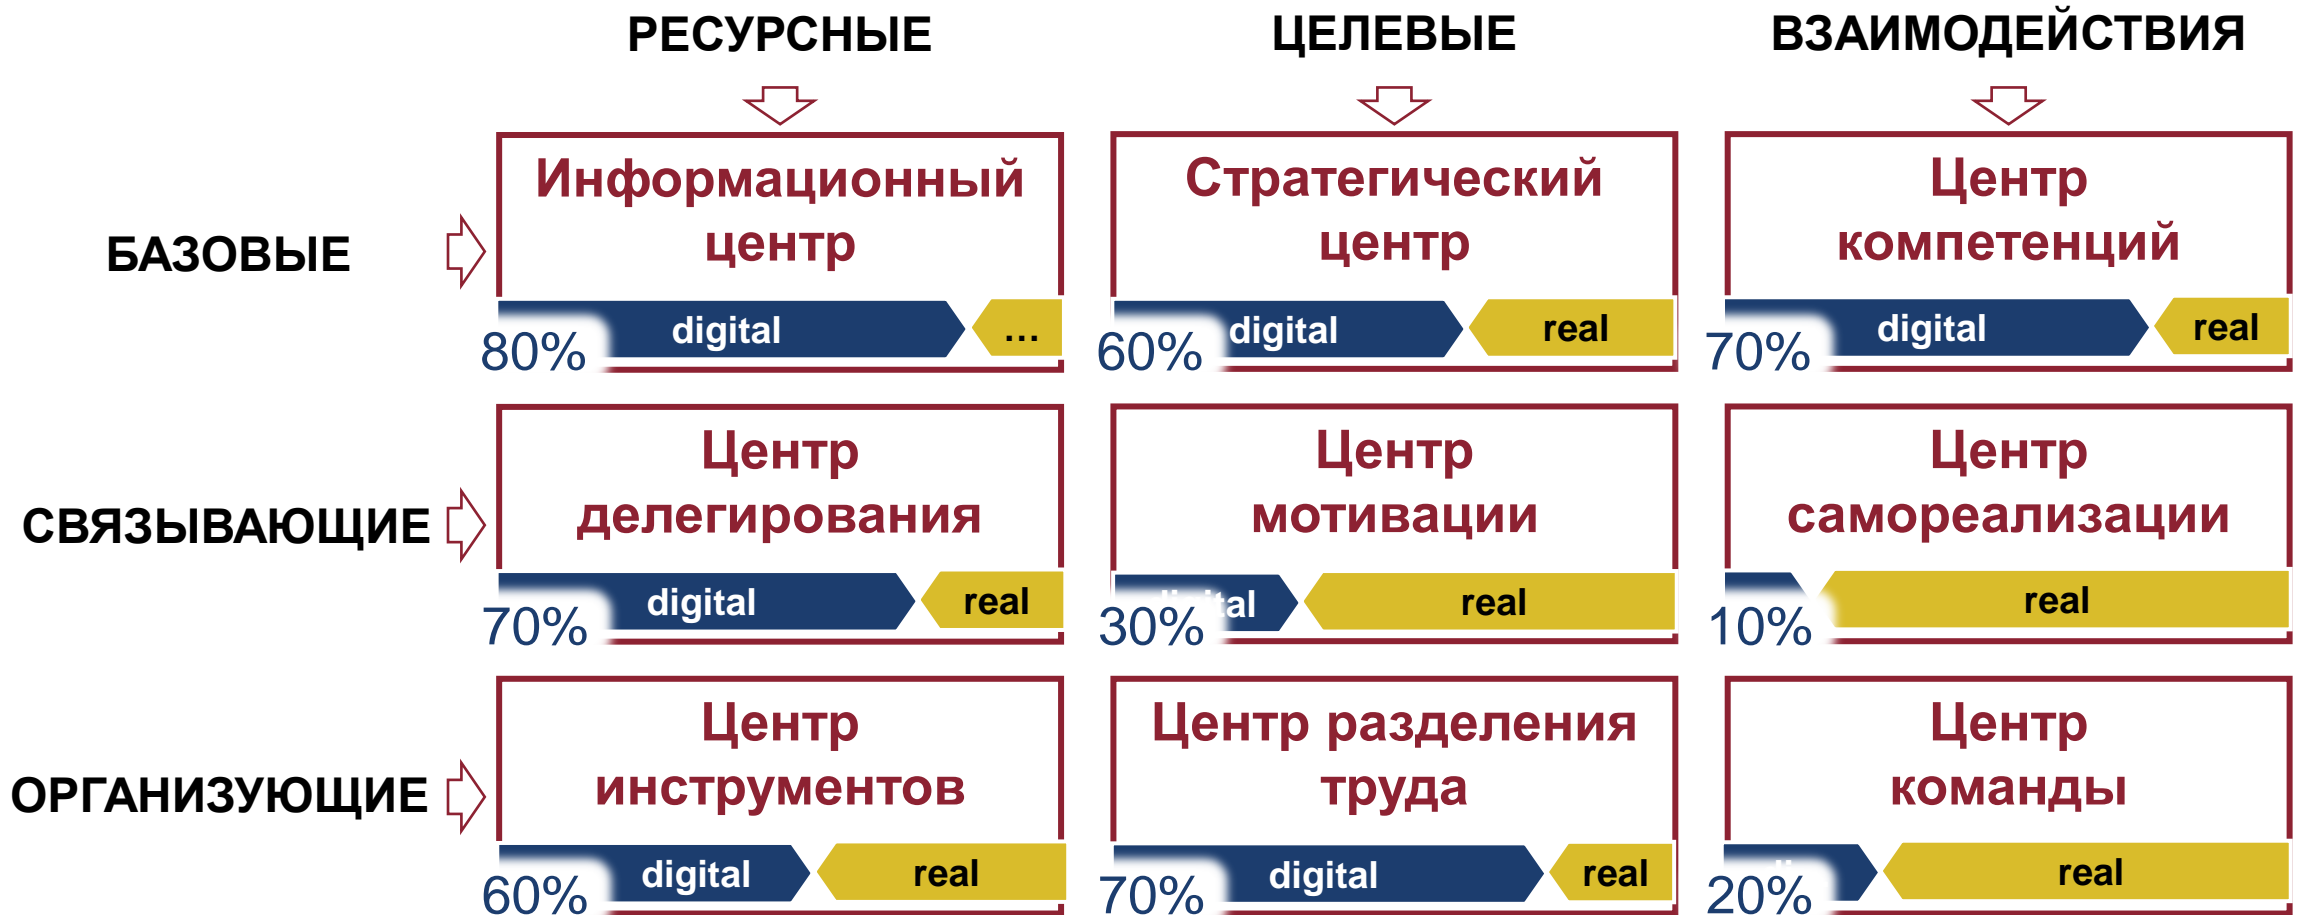 РЕСУРСНЫЕ
ЦЕЛЕВЫЕ
ВЗАИМОДЕЙСТВИЯ
БАЗОВЫЕ
Информационный
центр
80%
digital
...
Стратегический
центр
60%
digital
real
Центр
компетенций
70%
digital
real
СВЯЗЫВАЮЩИЕ
Центр
делегирования
70%
digital
real
Центр
мотивации
30%
digital
real
Центр
самореализации
10%
real
ОРГАНИЗУЮЩИЕ
Центр
инструментов
60%
digital
real
Центр разделения
труда
70%
digital
real
Центр
команды
20%
real